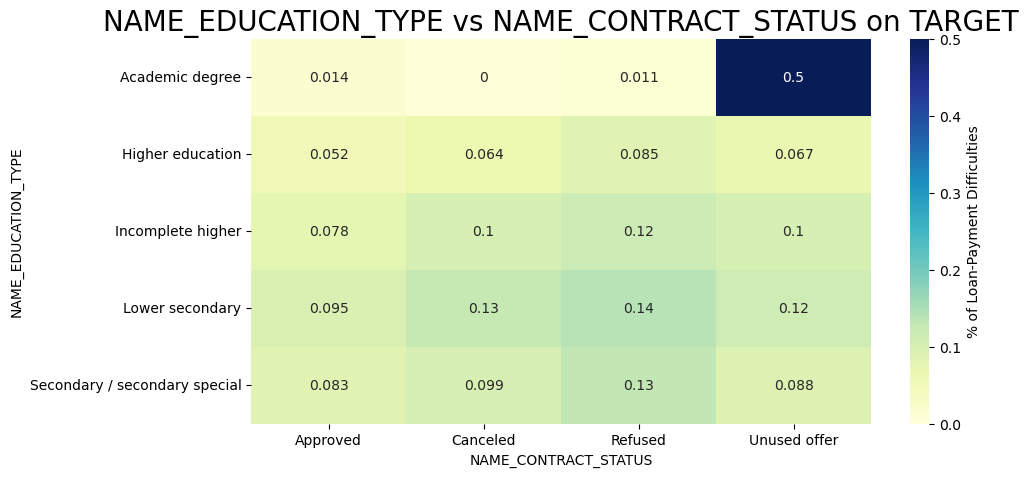 NAME_EDUCATION_TYPE vs NAME_CONTRACT_STATUS on TARGET
NAME_EDUCATION_TYPE
Academic degree 0.014 0 0.011 0.5
Higher education 0.052 0.064 0.085 0.067
Incomplete higher 0.078 0.1 0.12 0.1
Lower secondary 0.095 0.13 0.14 0.12
Secondary / secondary special 0.083 0.099 0.13 0.088
Approved Canceled Refused Unused offer
NAME_CONTRACT_STATUS
0.5
0.4
0.3
0.2
0.1
0.0
% of Loan-Payment Difficulties